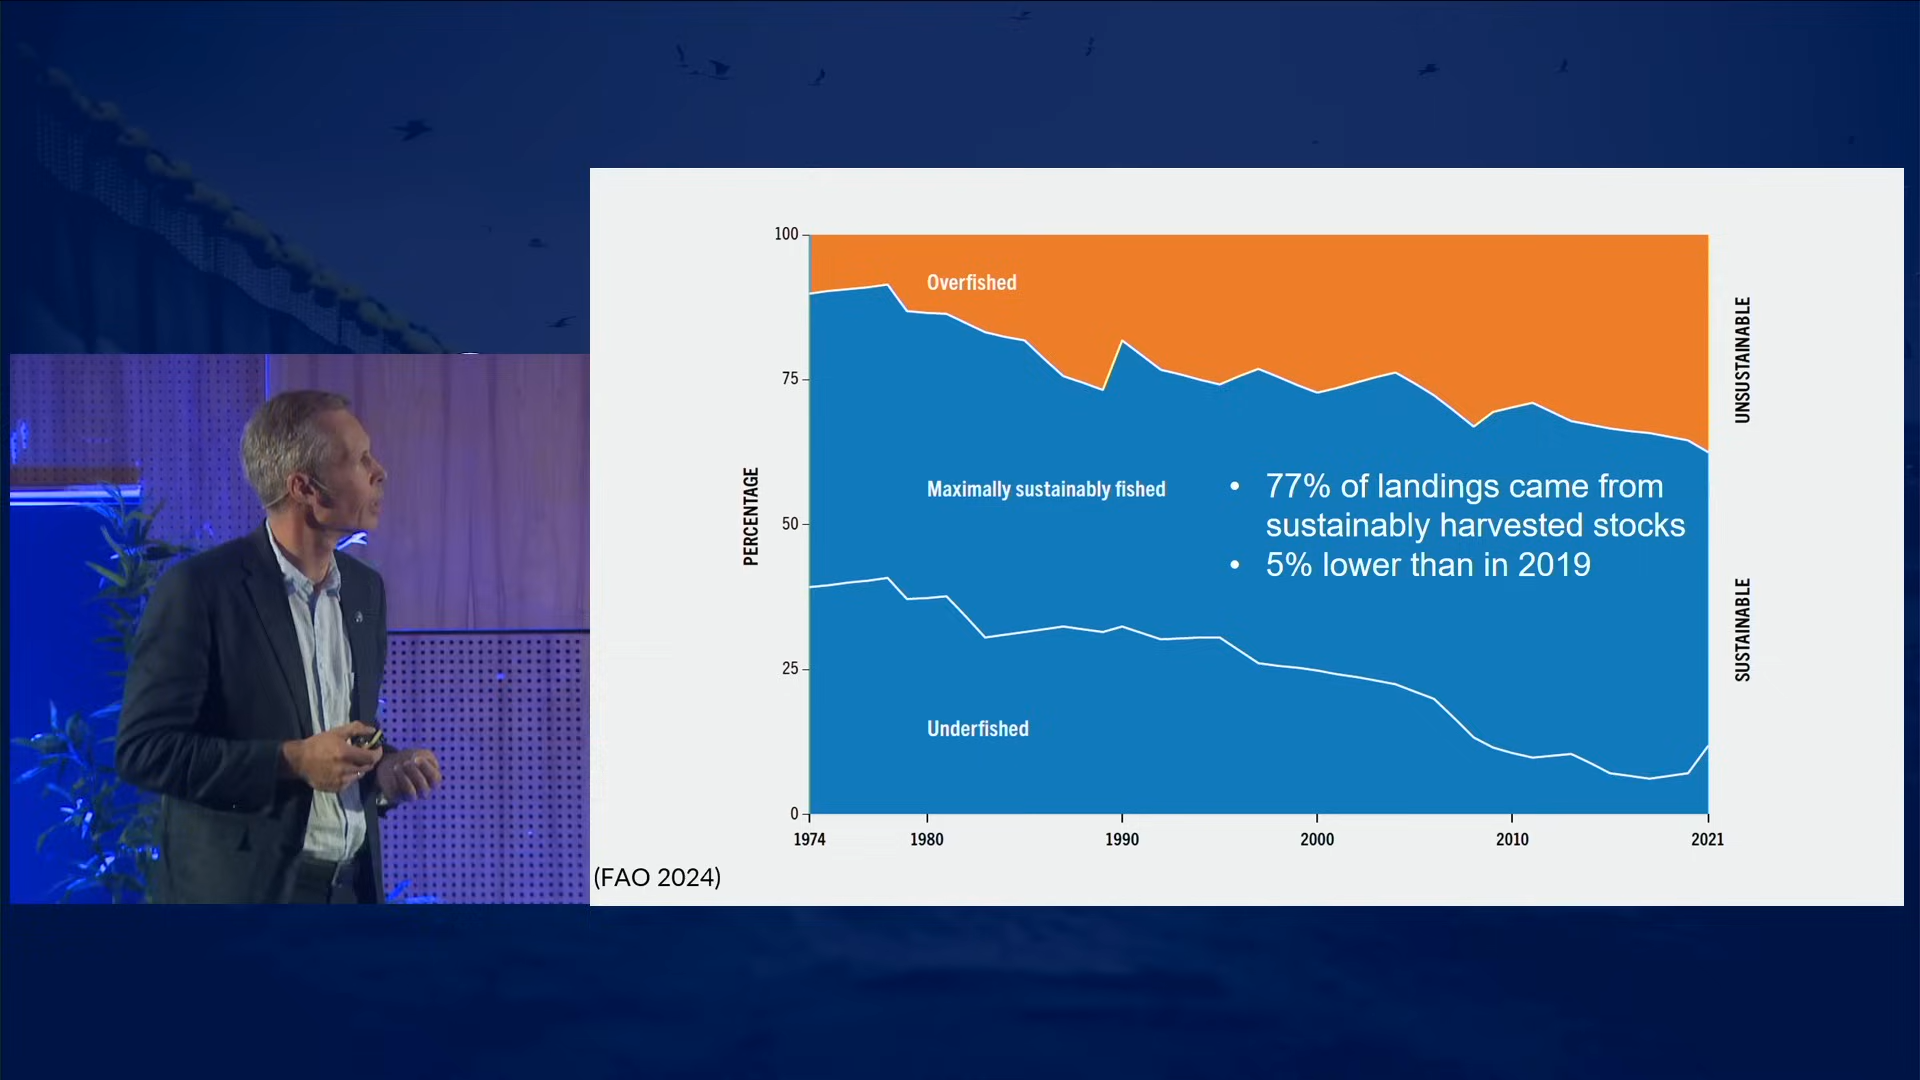 100
75
50
25
0
PERCENTAGE
Overfished
Maximally sustainably fished
Underfished
• 77% of landings came from
sustainably harvested stocks
• 5% lower than in 2019
UNSUSTAINABLE
SUSTAINABLE
1974 1980 1990 2000 2010 2021
(FAO 2024)